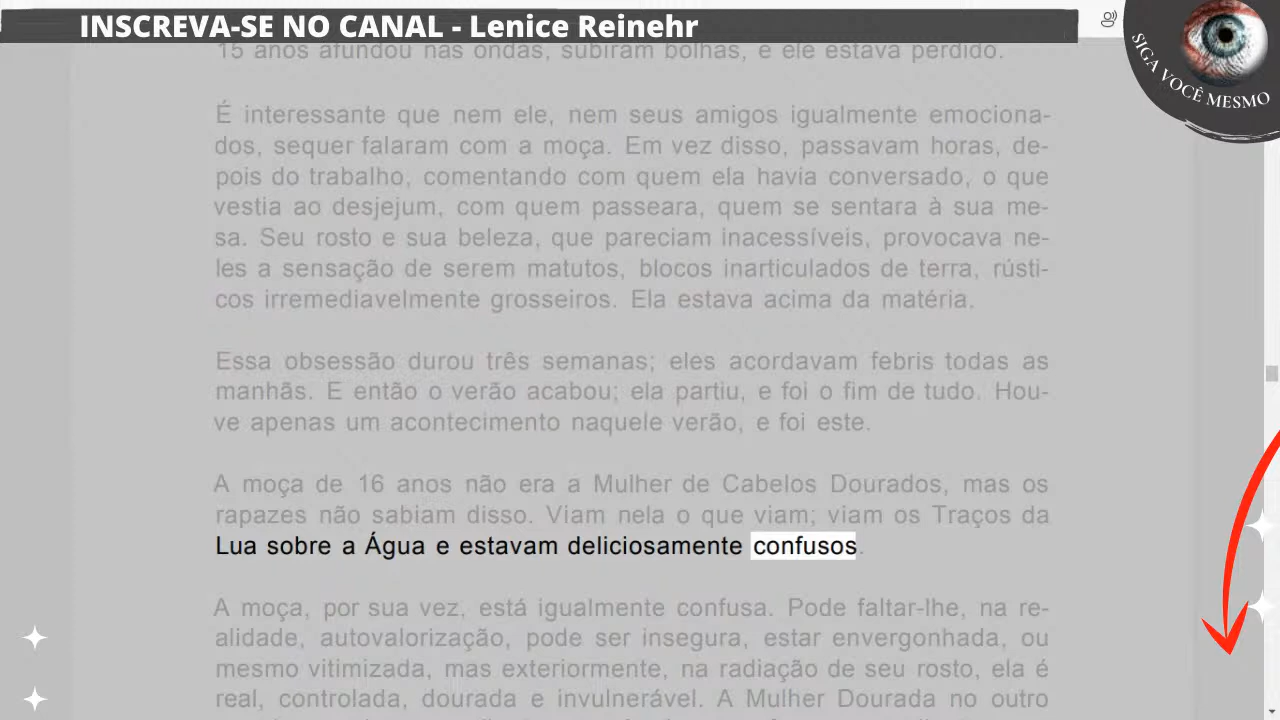 INSCREVA-SE NO CANAL - Lenice Reinehr
SIGA VOCÊ MESMO
15 anos afundou nas ondas, subiram bolhas, e ele estava perdido.
É interessante que nem ele, nem seus amigos igualmente emociona-
dos, sequer falaram com a moça. Em vez disso, passavam horas, de-
pois do trabalho, comentando com quem ela havia conversado, o que
vestia ao desjejum, com quem passeara, quem se sentara à sua me-
sa. Seu rosto e sua beleza, que pareciam inacessíveis, provocava ne-
les a sensação de serem matutos, blocos inarticulados de terra, rústi-
cos irremediavelmente grosseiros. Ela estava acima da matéria.
Essa obsessão durou três semanas; eles acordavam febris todas as
manhãs. E então o verão acabou; ela partiu, e foi o fim de tudo. Hou-
ve apenas um acontecimento naquele verão, e foi este.
A moça de 16 anos não era a Mulher de Cabelos Dourados, mas os
rapazes não sabiam disso. Viam nela o que viam; viam os Traços da
Lua sobre a Água e estavam deliciosamente confusos.
A moça, por sua vez, está igualmente confusa. Pode faltar-lhe, na re-
alidade, autovalorização, pode ser insegura, estar envergonhada, ou
mesmo vitimizada, mas exteriormente, na radiação de seu rosto, ela é
real, controlada, dourada e invulnerável. A Mulher Dourada no outro